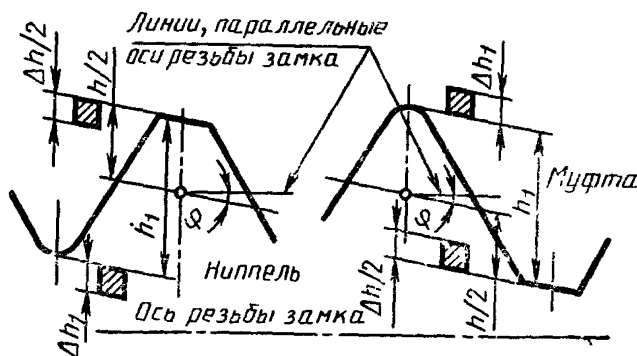 Линии, параллельные
оси резьбы замка
Δh/2
h/2
Δh₁
h₁
Муфта
φ
φ
h₁
Ниппель
Δh/2
h/2
Δh₁
Ось резьбы замка